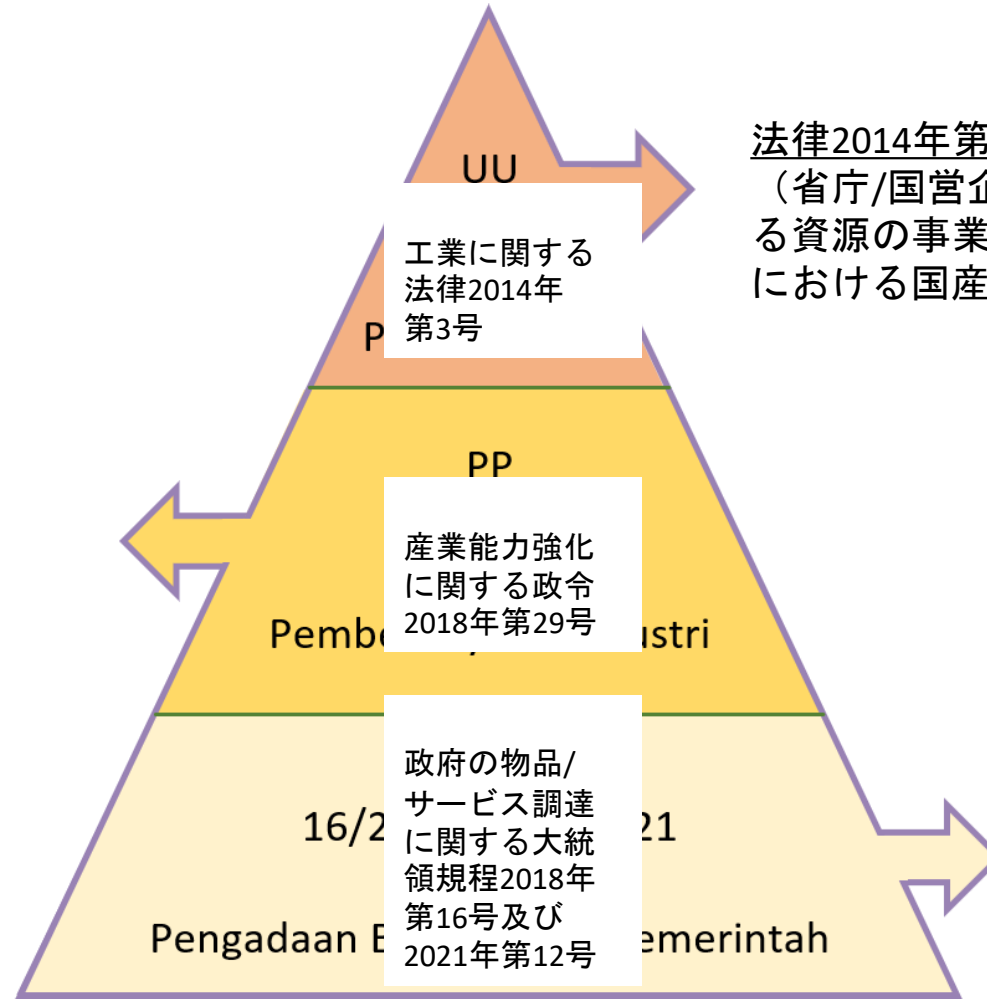 UU
工業に関する
法律2014年
第3号
P
法律2014年第
（省庁/国営企
る資源の事業
における国産
PP
産業能力強化
に関する政令
2018年第29号
Pembe ustri
政府の物品/
サービス調達
に関する大統
領規程2018年
第16号及び
2021年第12号
16/2 21
Pengadaan B emerintah